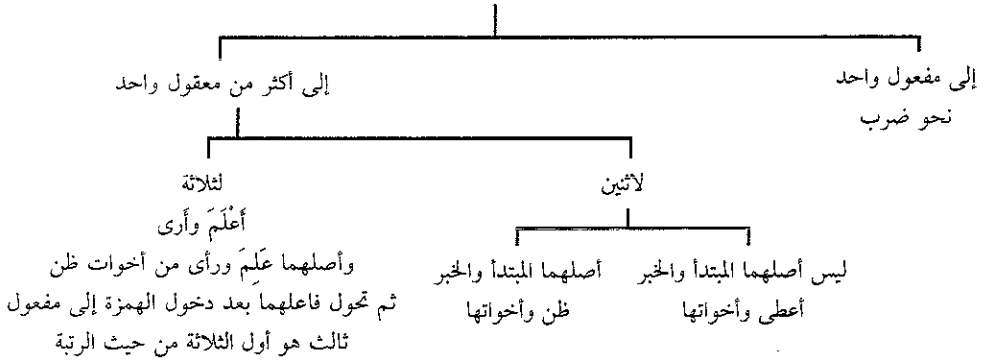 إلى مفعول واحد
نحو ضرب
إلى أكثر من معقول واحد
لاثنين
ليس أصلهما المبتدأ والخبر
أعطى وأخواتها
أصلهما المبتدأ والخبر
ظن وأخواتها
لثلاثة
أَعْلَمَ وأَرى
وأصلهما عَلِمَ ورأى من أخوات ظن
ثم تحول فاعلهما بعد دخول الهمزة إلى مفعول
ثالث هو أول الثلاثة من حيث الرتبة